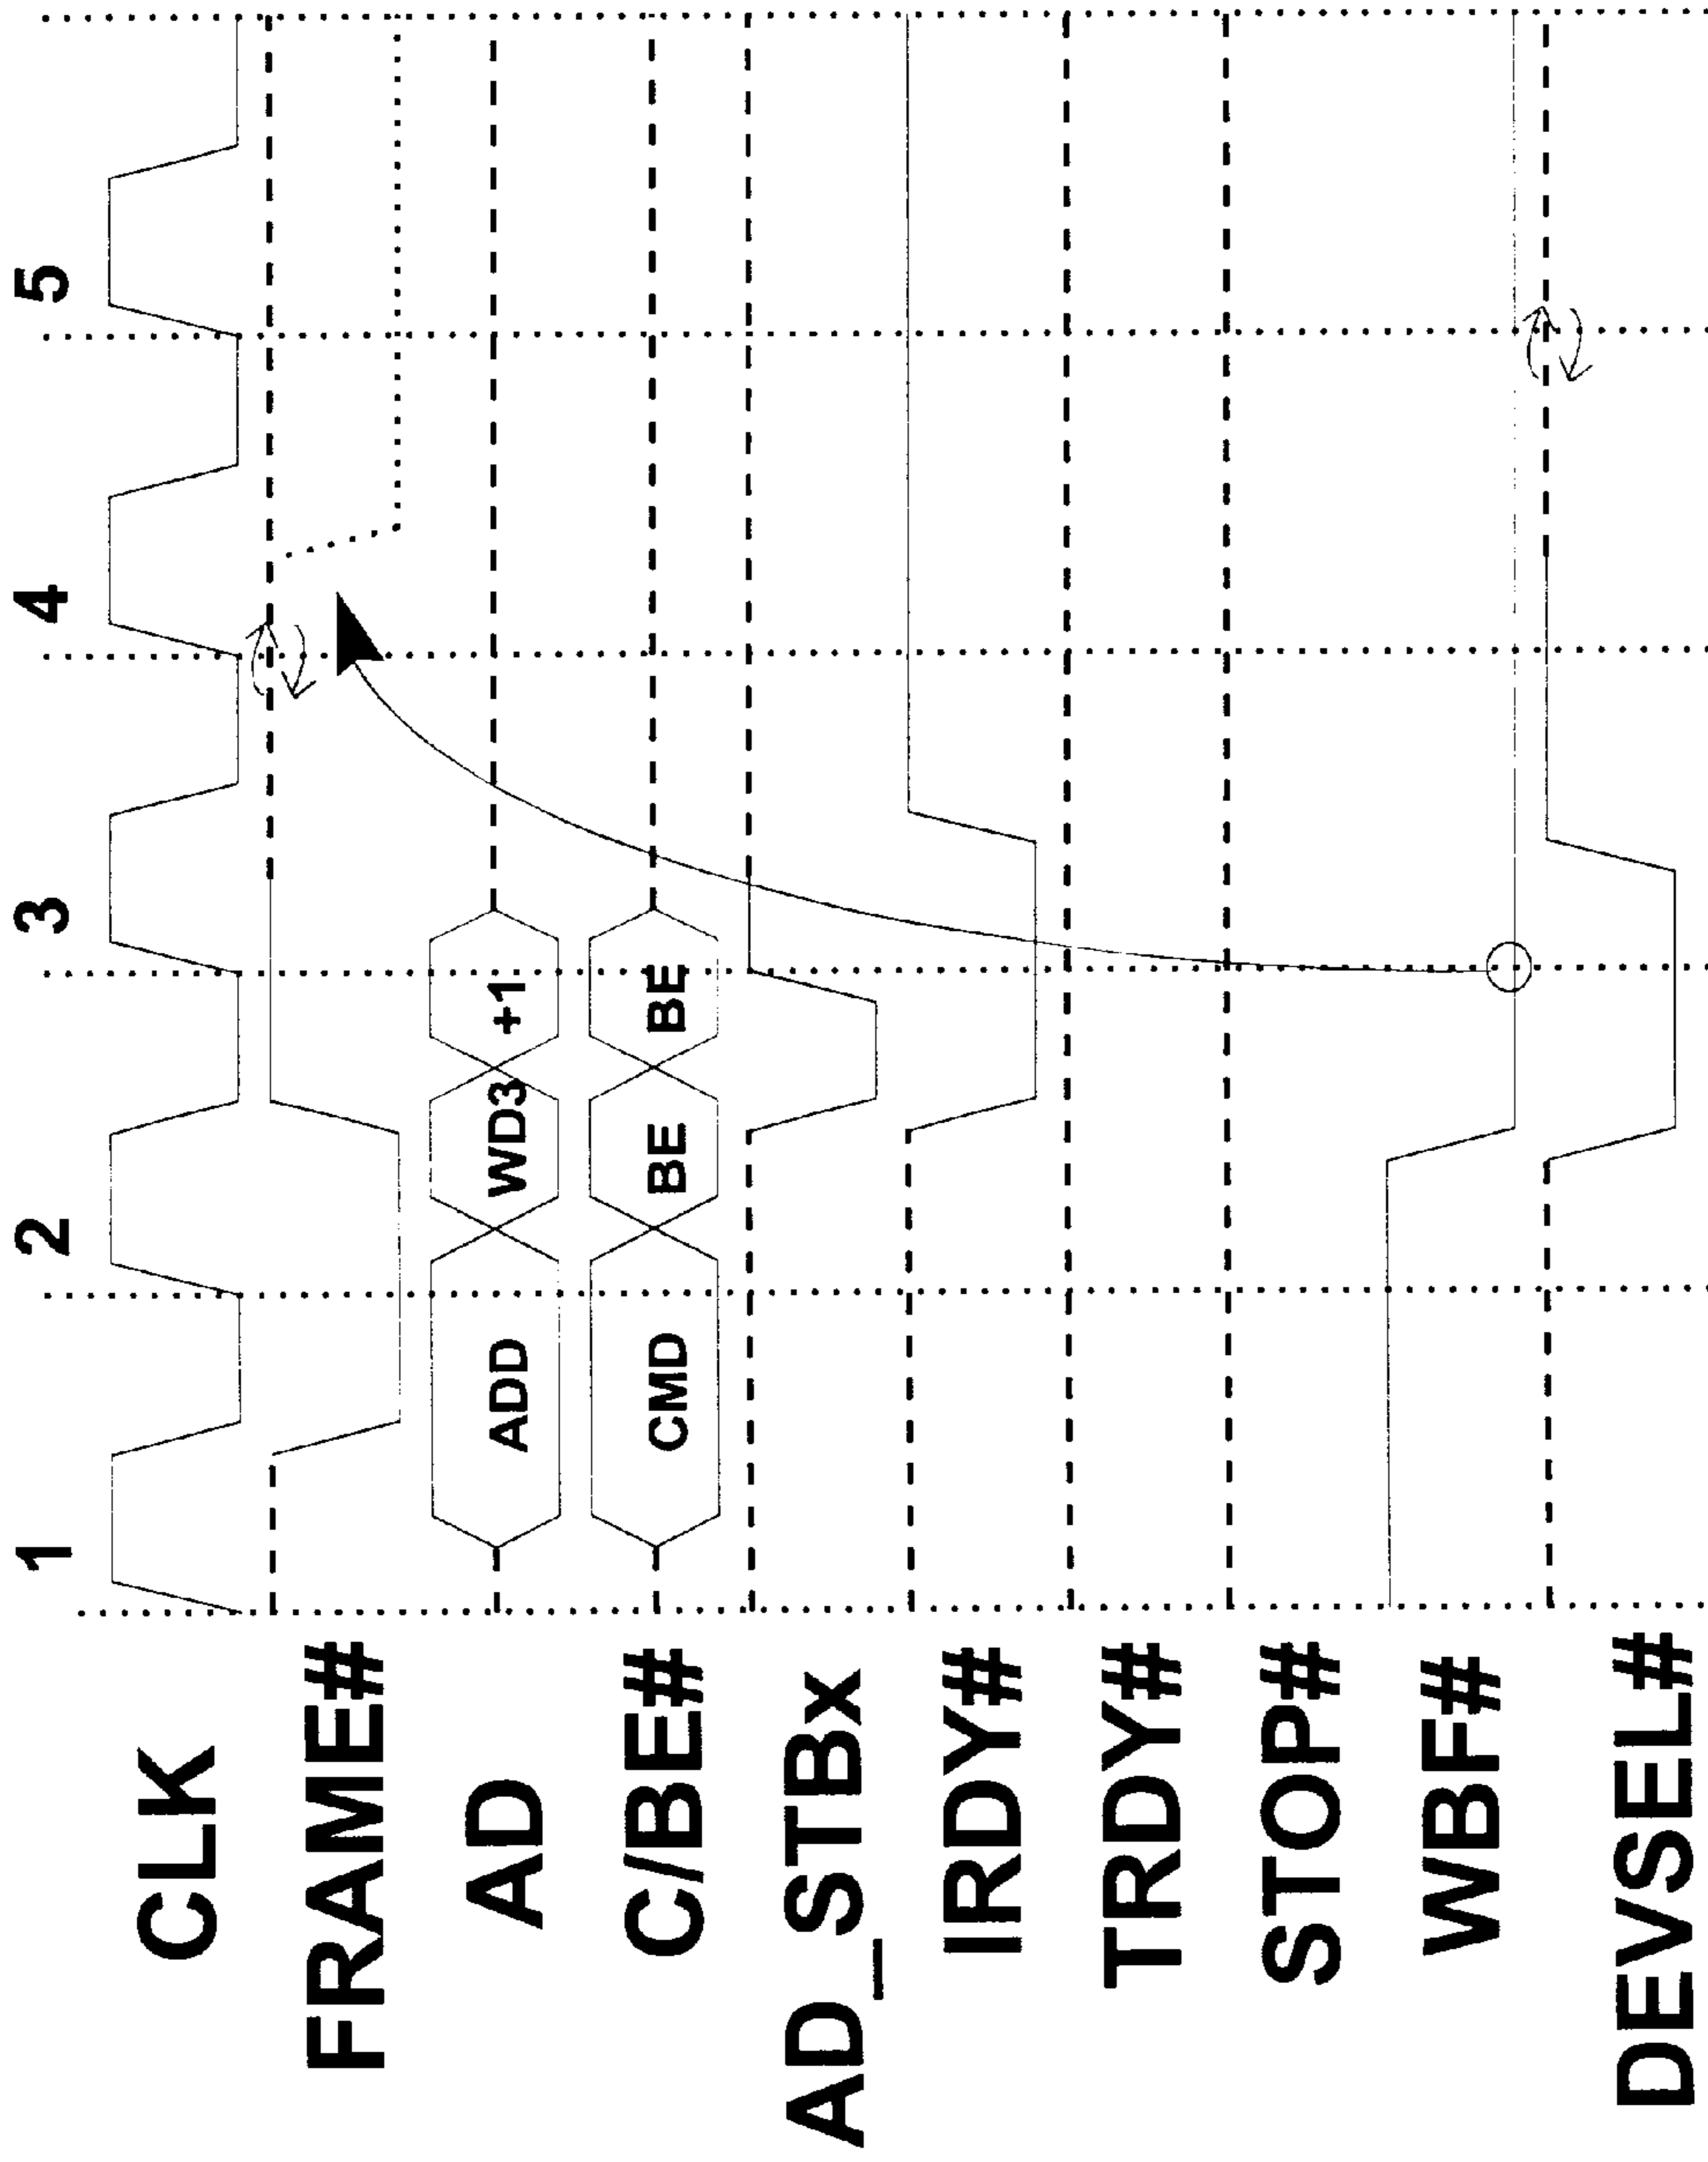 1 2 3 4 5
CLK
FRAME#
AD ADD WD3 +1
C/BE# CMD BE BE
AD_STBx
IRDY#
TRDY#
STOP#
WBF#
DEVSEL#